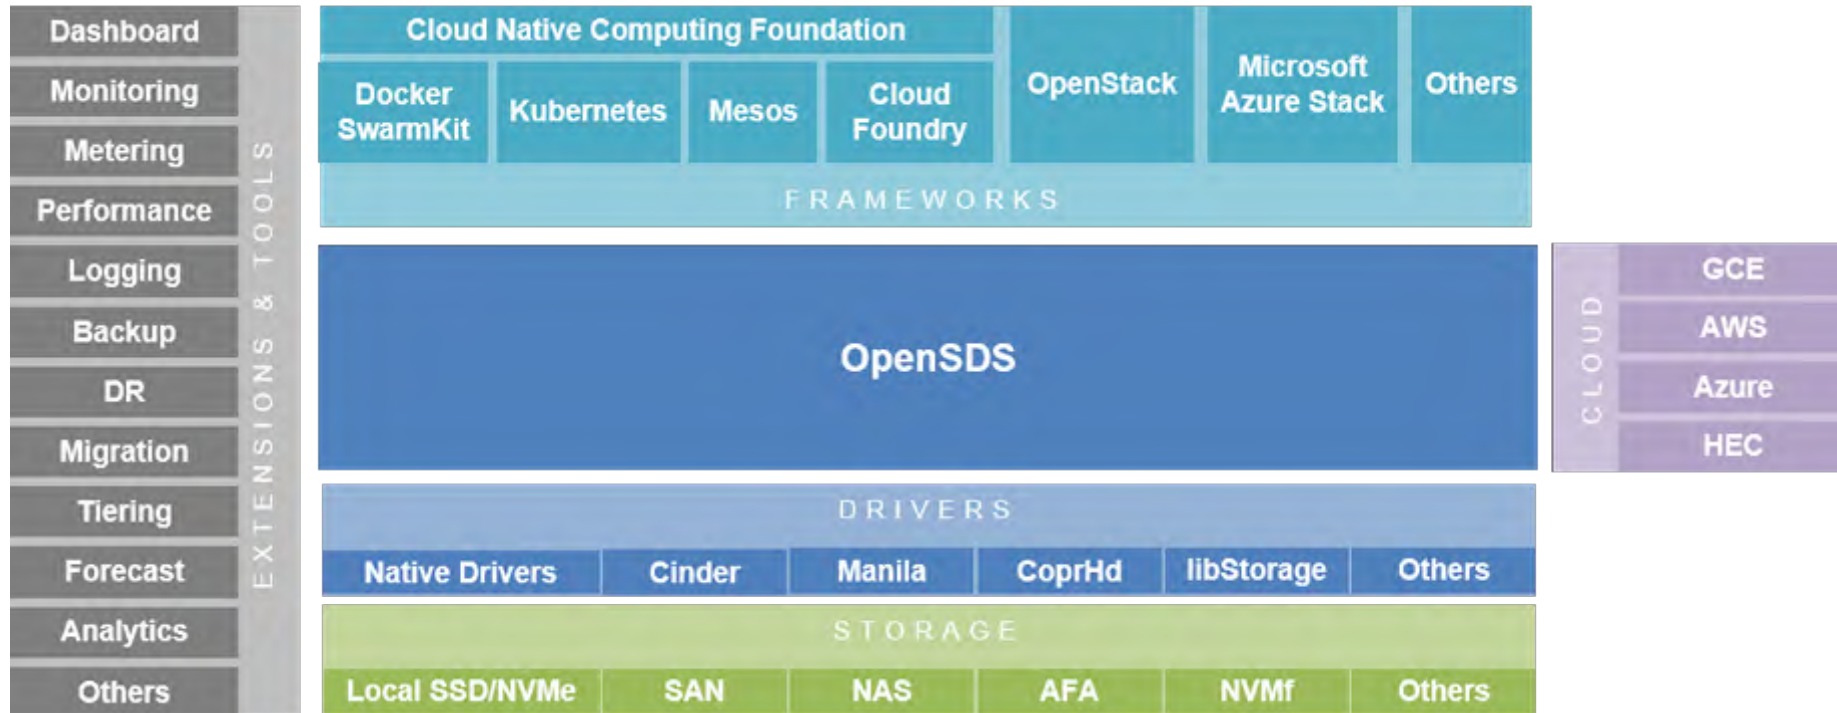 Dashboard
Monitoring
Metering
Performance
Logging
Backup
DR
Migration
Tiering
Forecast
Analytics
Others
EXTENSIONS & TOOLS
Cloud Native Computing Foundation
Docker
SwarmKit
Kubernetes
Mesos
Cloud
Foundry
OpenStack
Microsoft
Azure Stack
Others
FRAMEWORKS
OpenSDS
CLOUD
GCE
AWS
Azure
HEC
DRIVERS
Native Drivers
Cinder
Manila
CoprHd
libStorage
Others
STORAGE
Local SSD/NVMe
SAN
NAS
AFA
NVMf
Others